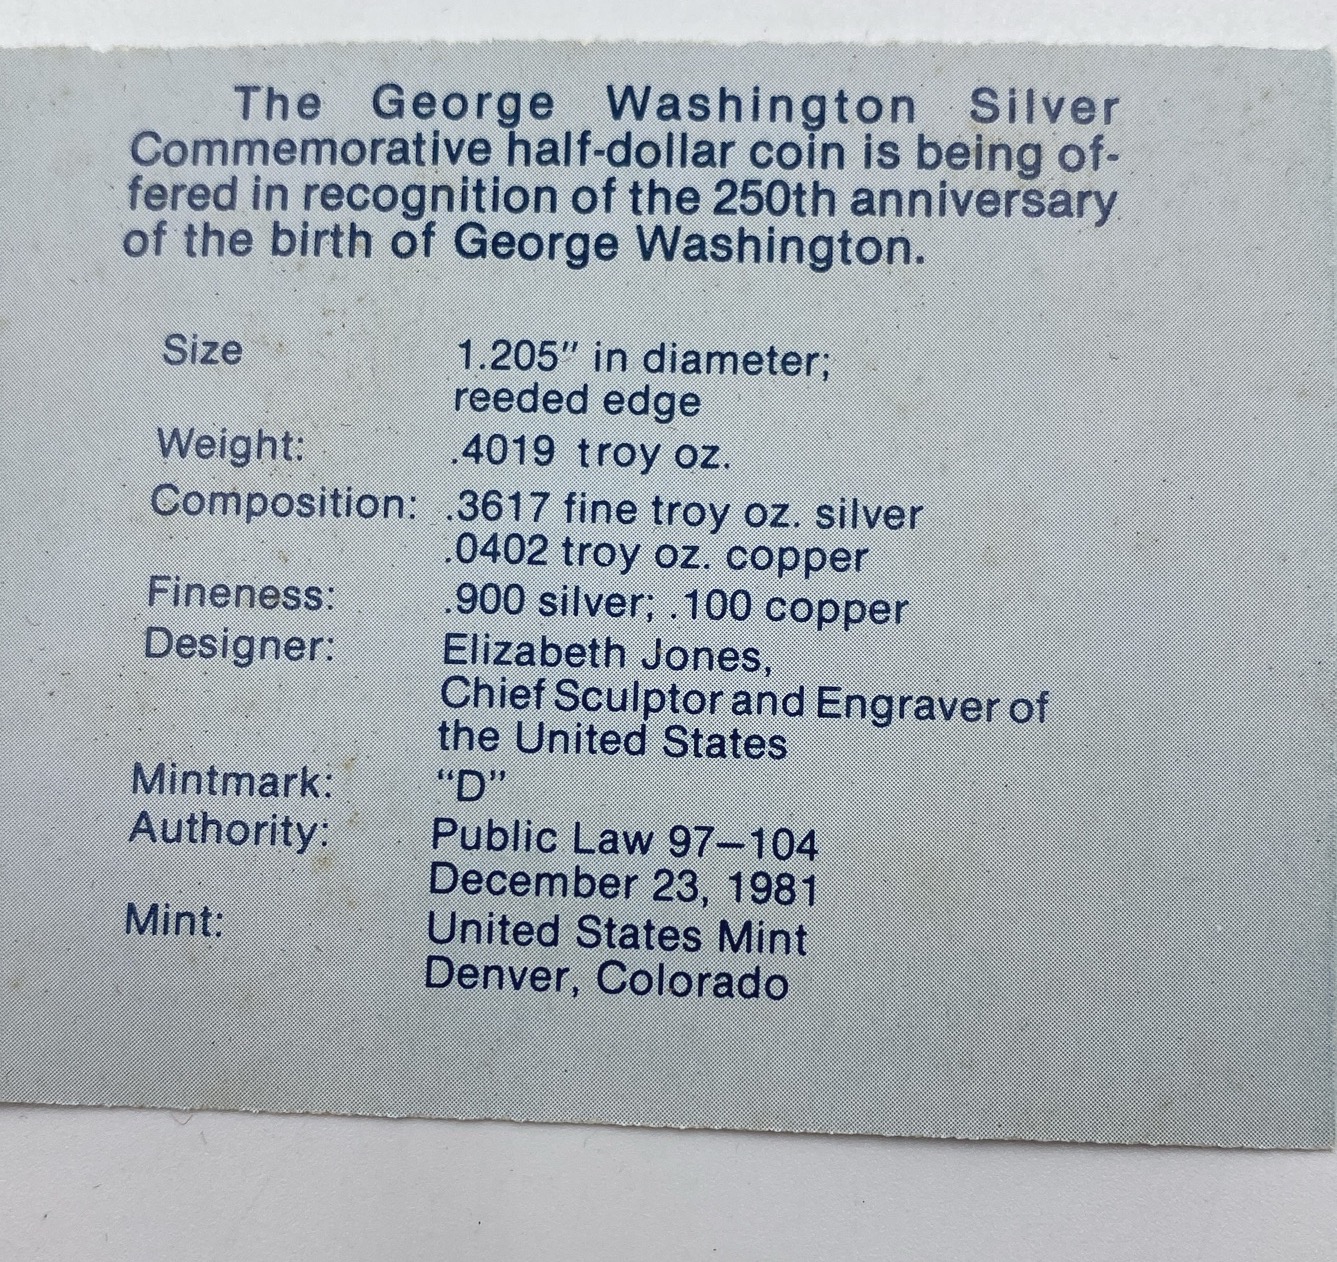 The George Washington Silver
Commemorative half-dollar coin is being of-
fered in recognition of the 250th anniversary
of the birth of George Washington.
Size 1.205″ in diameter;
reeded edge
Weight: .4019 troy oz.
Composition: .3617 fine troy oz. silver
.0402 troy oz. copper
Fineness: .900 silver; .100 copper
Designer: Elizabeth Jones,
Chief Sculptor and Engraver of
the United States
Mintmark: “D”
Authority: Public Law 97–104
December 23, 1981
Mint: United States Mint
Denver, Colorado